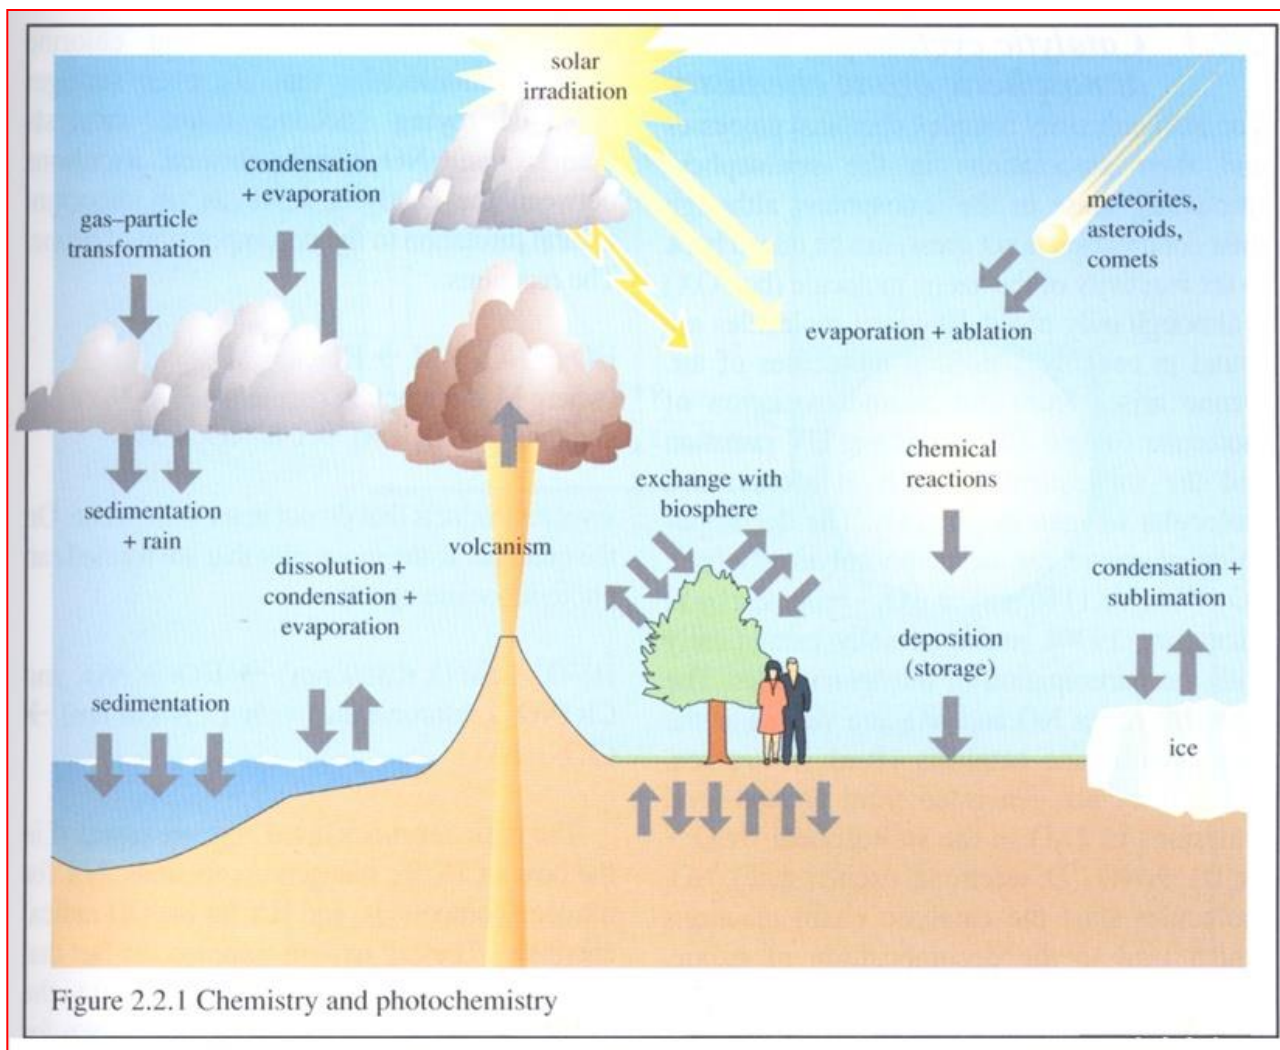 solar
irradiation
condensation
+ evaporation
gas–particle
transformation
meteorites,
asteroids,
comets
evaporation + ablation
chemical
reactions
exchange with
biosphere
sedimentation
+ rain
volcanism
dissolution +
condensation +
evaporation
condensation +
sublimation
deposition
(storage)
sedimentation
ice
Figure 2.2.1 Chemistry and photochemistry